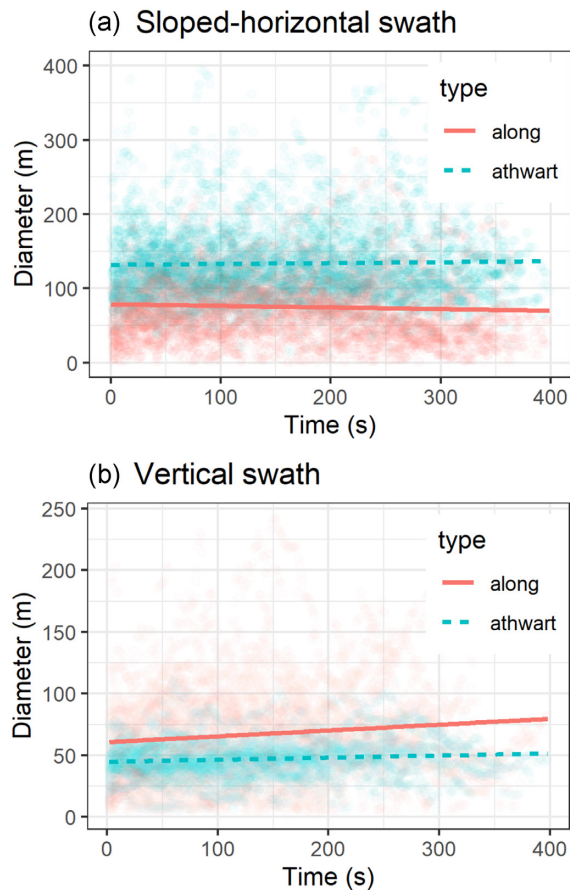 (a) Sloped-horizontal swath
400
300
200
100
0
Diameter (m)
type
along
athwart
0 100 200 300 400
Time (s)
(b) Vertical swath
250
200
150
100
50
0
Diameter (m)
type
along
athwart
0 100 200 300 400
Time (s)